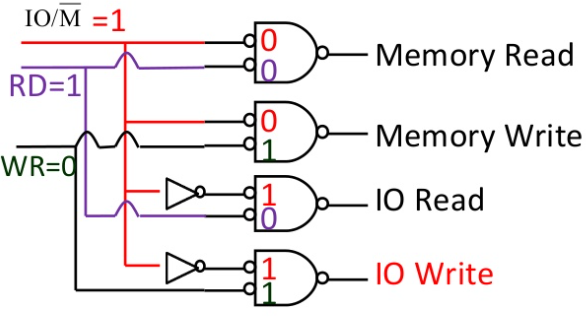 IO/M̅ =1
0
0
Memory Read
RD=1
0
1
Memory Write
WR=0
1
0
IO Read
1
1
IO Write